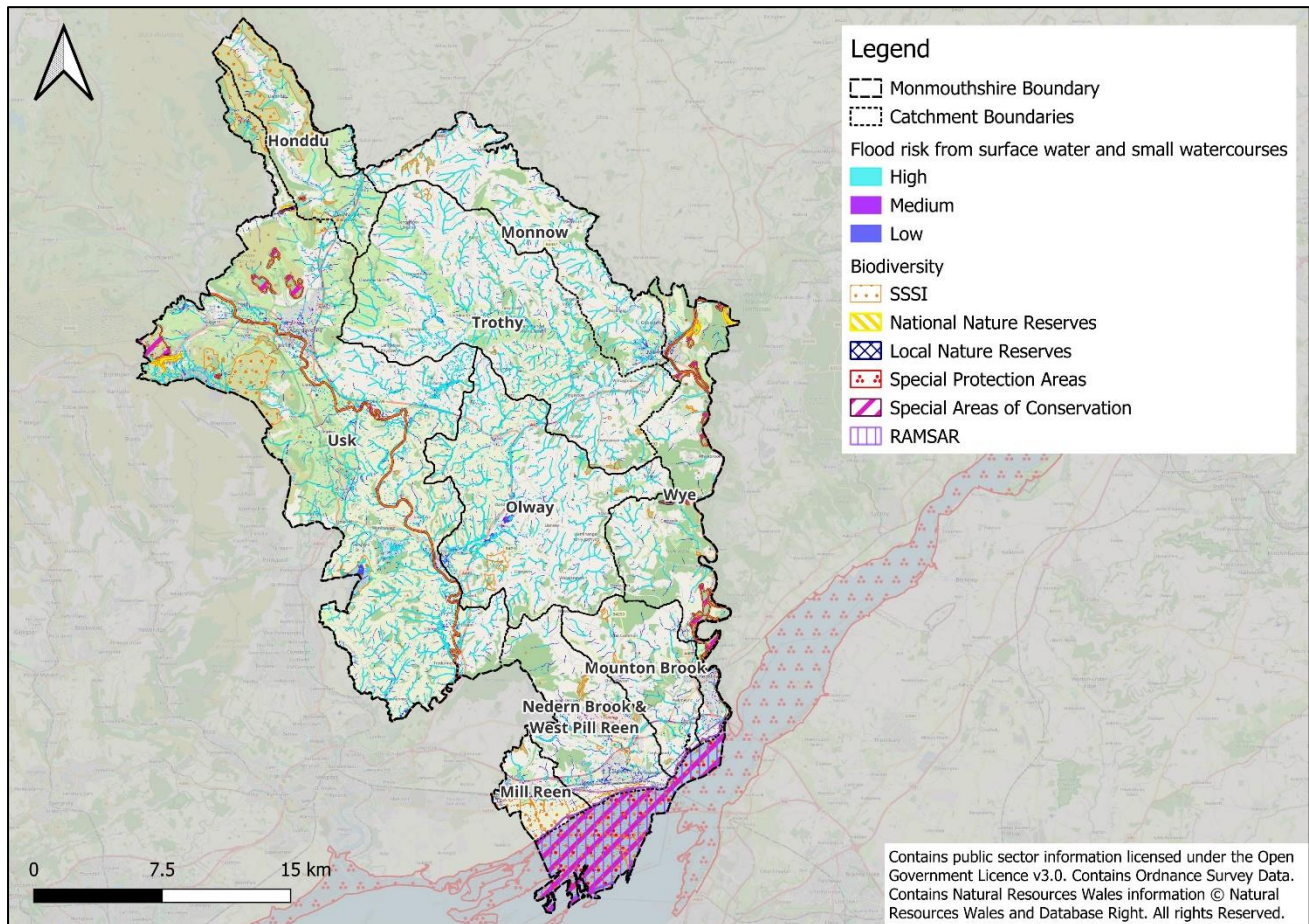 Legend
Monmouthshire Boundary
Catchment Boundaries
Flood risk from surface water and small watercourses
High
Medium
Low
Biodiversity
SSSI
National Nature Reserves
Local Nature Reserves
Special Protection Areas
Special Areas of Conservation
RAMSAR
Honddu
Monnow
Trothy
Usk
Olway
Wye
Mounton Brook
Nedern Brook &
West Pill Reen
Mill Reen
0 7.5 15 km
Contains public sector information licensed under the Open
Government Licence v3.0. Contains Ordnance Survey Data.
Contains Natural Resources Wales information © Natural
Resources Wales and Database Right. All rights Reserved.